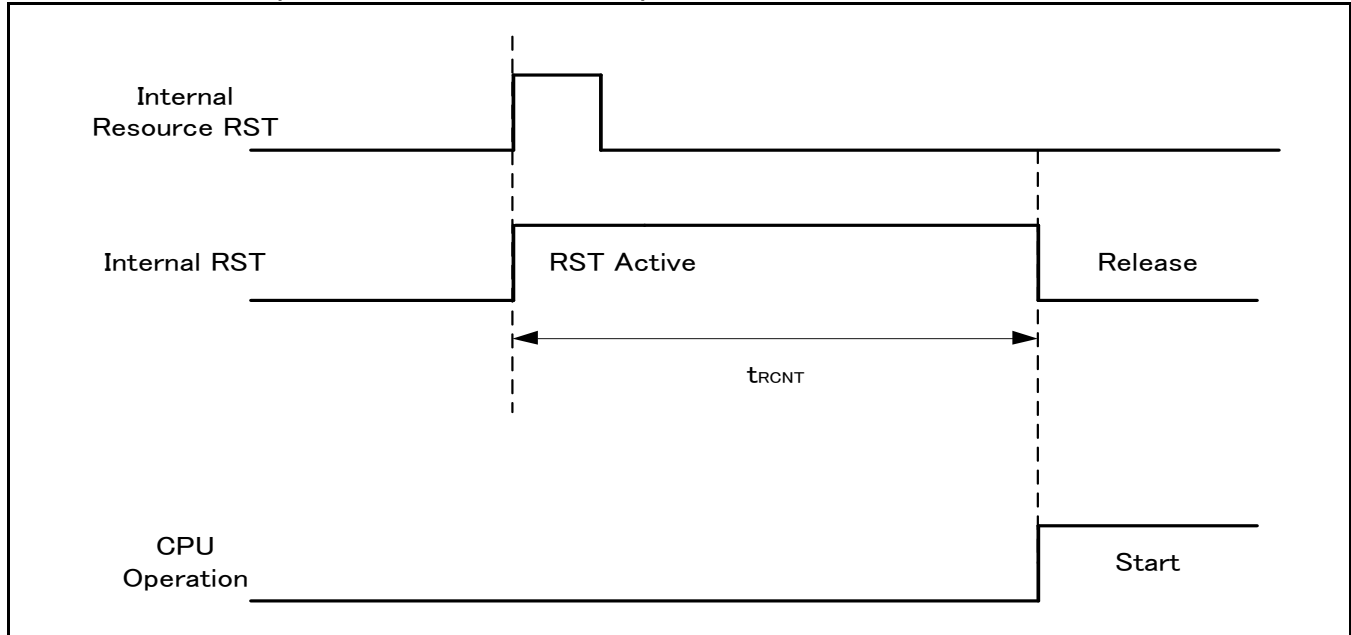 Internal
Resource RST
Internal RST
RST Active
Release
tRCNT
CPU
Operation
Start